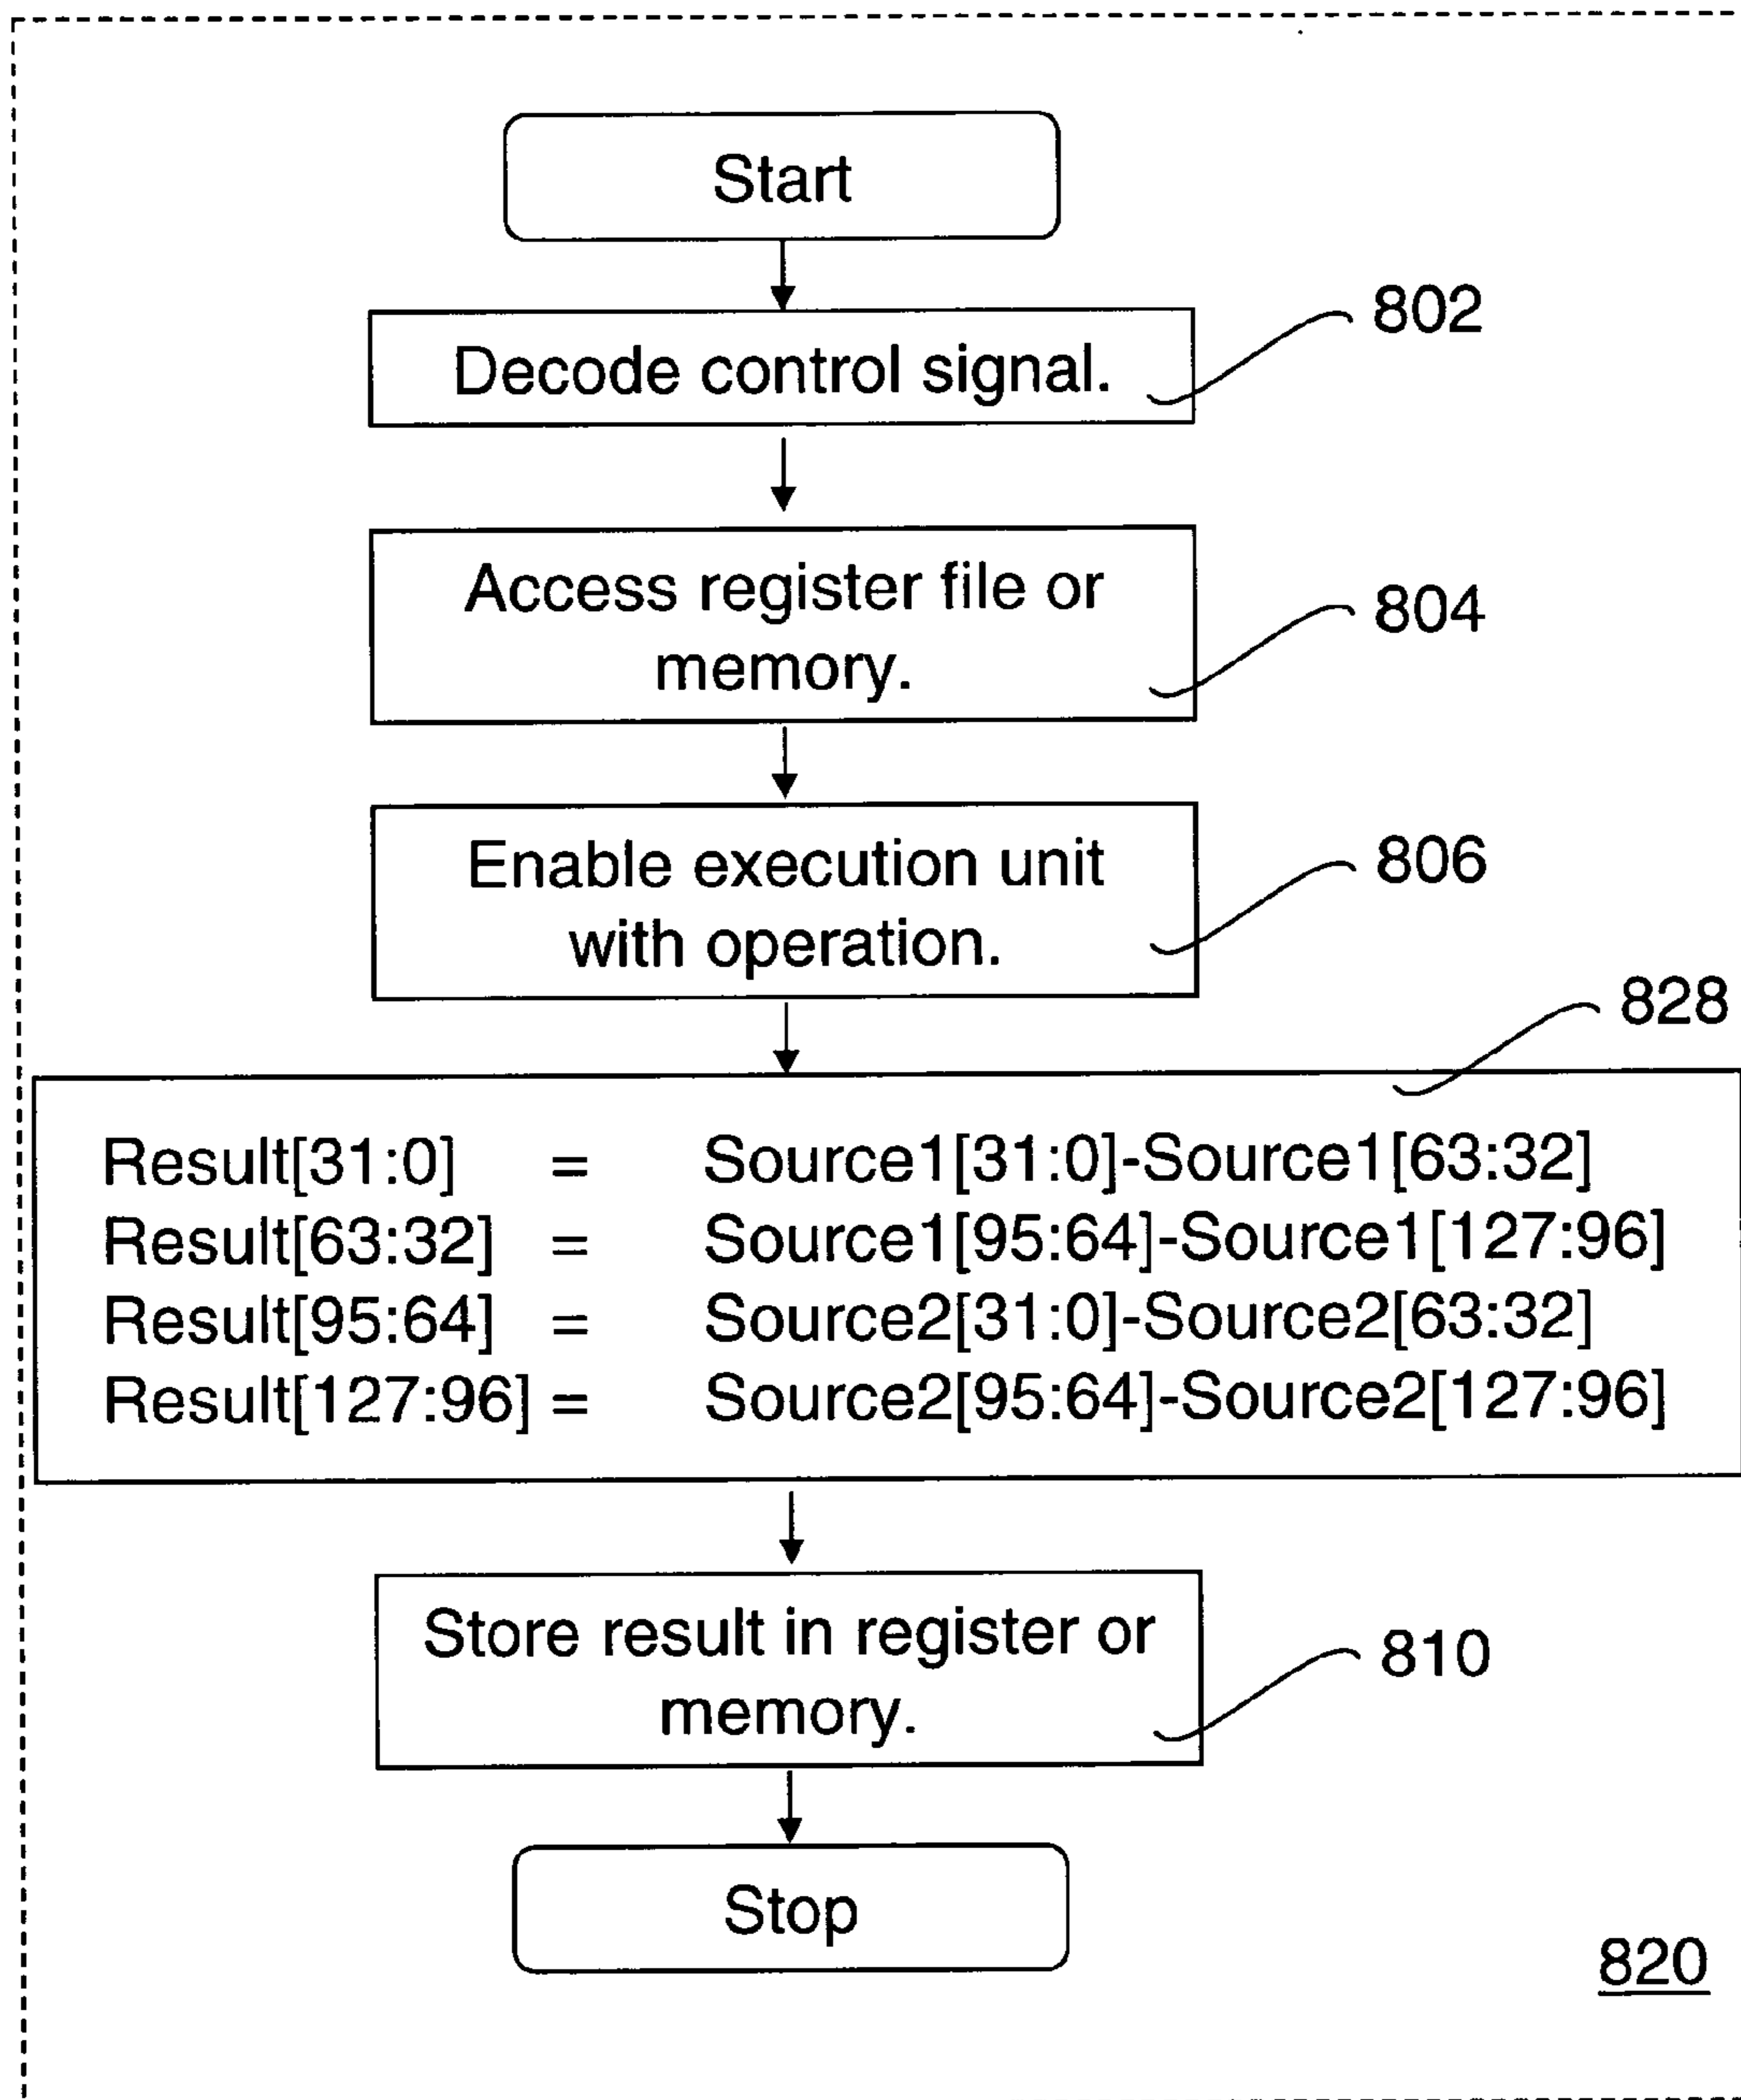 Start
802
Decode control signal.
804
Access register file or
memory.
806
Enable execution unit
with operation.
828
Result[31:0] = Source1[31:0]-Source1[63:32]
Result[63:32] = Source1[95:64]-Source1[127:96]
Result[95:64] = Source2[31:0]-Source2[63:32]
Result[127:96] = Source2[95:64]-Source2[127:96]
Store result in register or
810
memory.
Stop
820